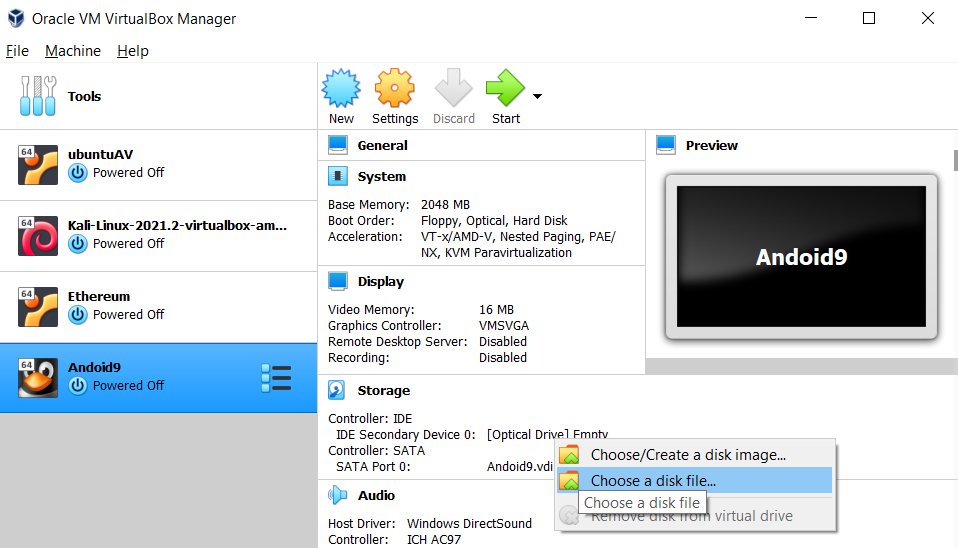 Oracle VM VirtualBox Manager
File Machine Help
Tools
New Settings Discard Start
64
ubuntuAV
Powered Off
64
Kali-Linux-2021.2-virtualbox-am...
Powered Off
64
Ethereum
Powered Off
64
Andoid9
Powered Off
General
System
Base Memory: 2048 MB
Boot Order: Floppy, Optical, Hard Disk
Acceleration: VT-x/AMD-V, Nested Paging, PAE/
NX, KVM Paravirtualization
Display
Video Memory: 16 MB
Graphics Controller: VMSVGA
Remote Desktop Server: Disabled
Recording: Disabled
Storage
Controller: IDE
IDE Secondary Device 0: [Optical Drive] Empty
Controller: SATA
SATA Port 0: Andoid9.vdi
Audio
Host Driver: Windows DirectSound
Controller: ICH AC97
Preview
Andoid9
Choose/Create a disk image...
Choose a disk file...
Choose a disk file
Remove disk from virtual drive